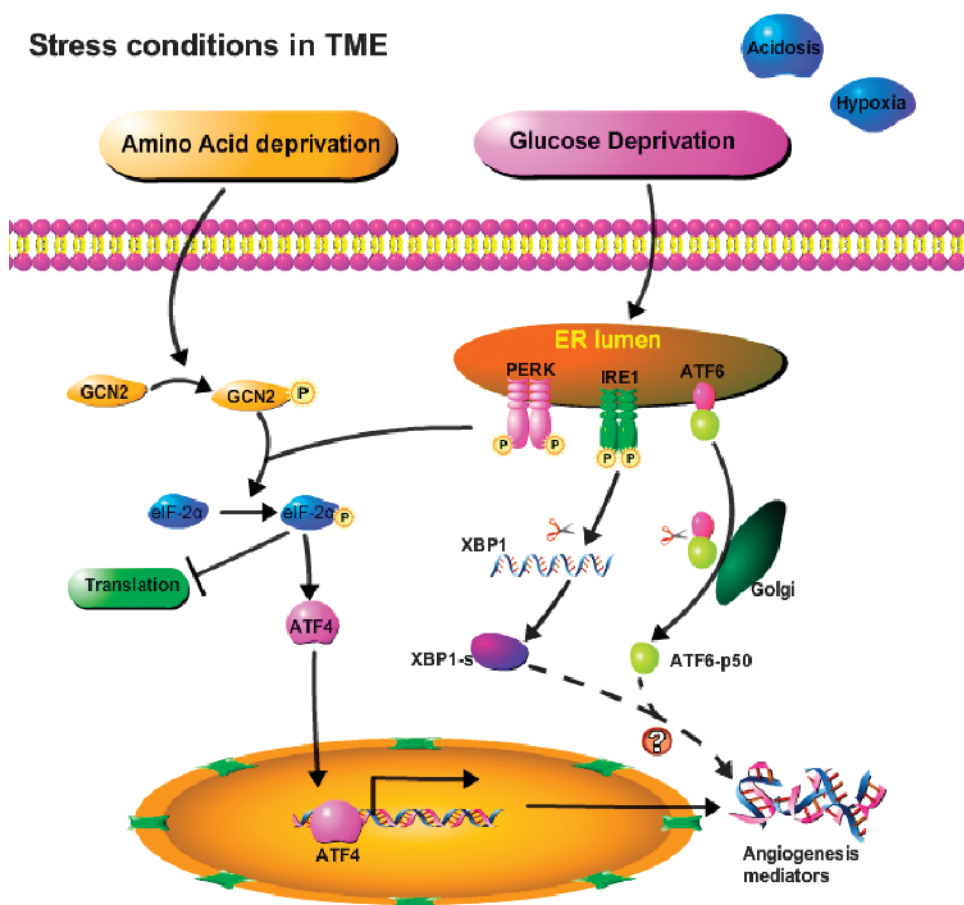 Stress conditions in TME
Acidosis
Hypoxia
Amino Acid deprivation
Glucose Deprivation
ER lumen
PERK
IRE1
ATF6
GCN2
GCN2
P
P
P
P
P
eIF-2α
eIF-2α
P
XBP1
Translation
Golgi
ATF4
XBP1-s
ATF6-p50
?
ATF4
Angiogenesis
mediators